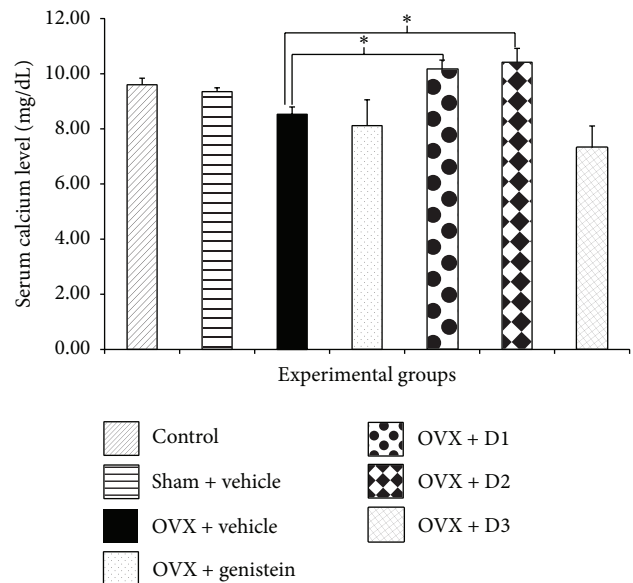 *
*
12.00
10.00
8.00
6.00
4.00
2.00
0.00
Serum calcium level (mg/dL)
Experimental groups
Control
Sham + vehicle
OVX + vehicle
OVX + genistein
OVX + D1
OVX + D2
OVX + D3